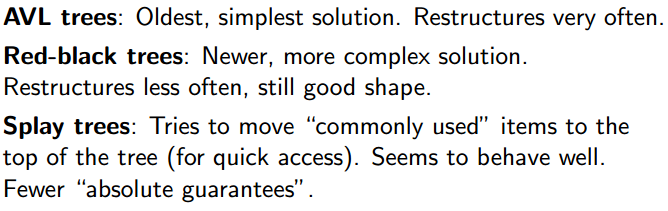 AVL trees: Oldest, simplest solution. Restructures very often.
Red-black trees: Newer, more complex solution.
Restructures less often, still good shape.
Splay trees: Tries to move “commonly used” items to the
top of the tree (for quick access). Seems to behave well.
Fewer “absolute guarantees”.